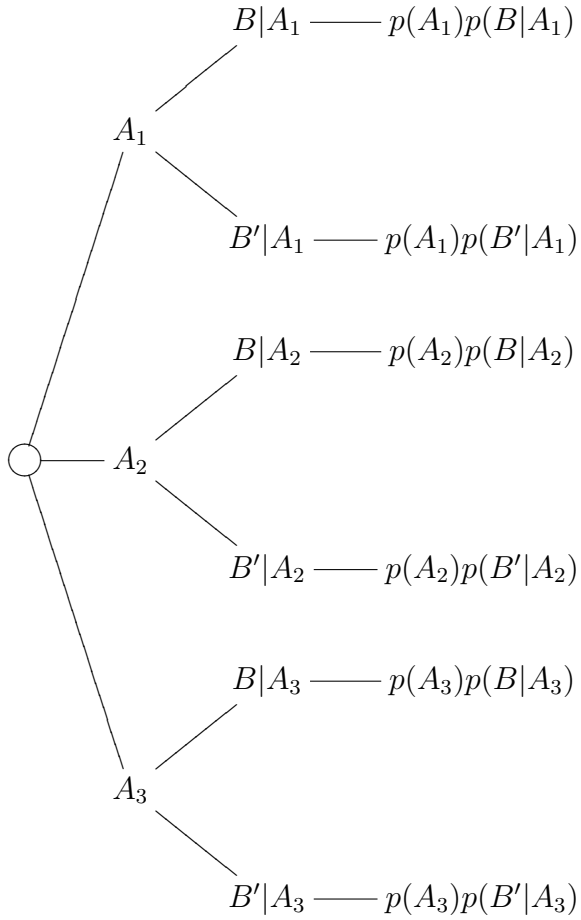 B|A₁ p(A₁)p(B|A₁)
A₁
B′|A₁ p(A₁)p(B′|A₁)
B|A₂ p(A₂)p(B|A₂)
A₂
B′|A₂ p(A₂)p(B′|A₂)
B|A₃ p(A₃)p(B|A₃)
A₃
B′|A₃ p(A₃)p(B′|A₃)